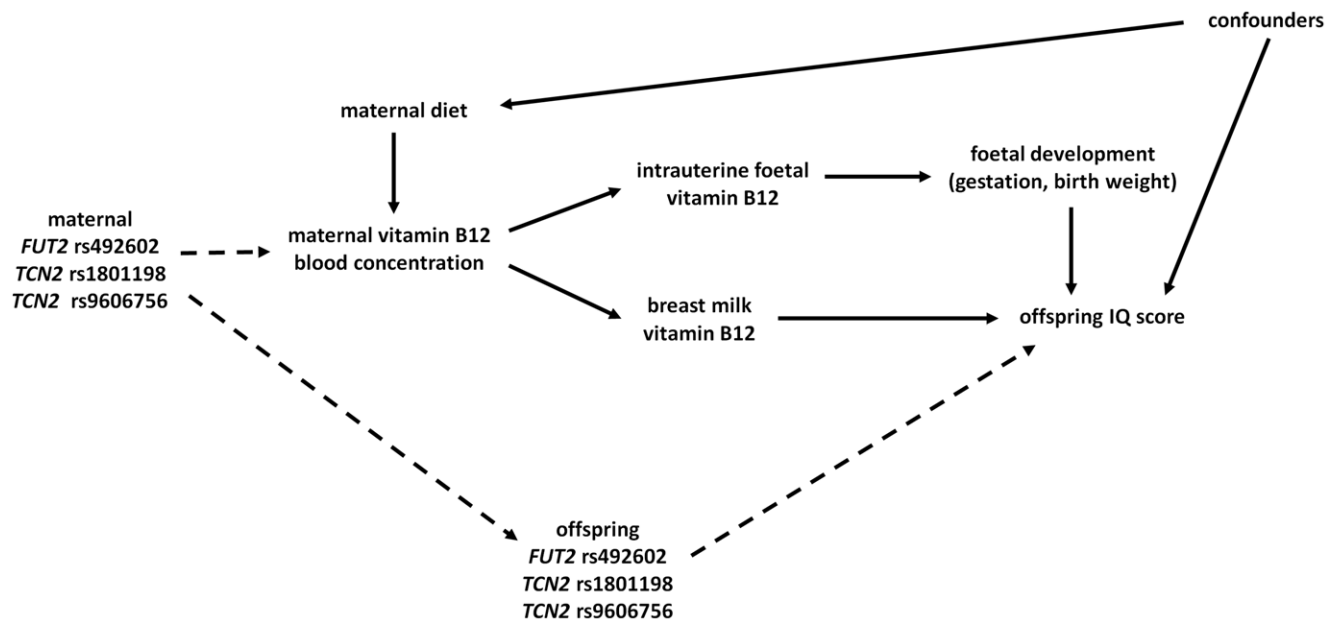 confounders
maternal diet
intrauterine foetal
vitamin B12
foetal development
(gestation, birth weight)
maternal
FUT2 rs492602
TCN2 rs1801198
TCN2 rs9606756
maternal vitamin B12
blood concentration
breast milk
vitamin B12
offspring IQ score
offspring
FUT2 rs492602
TCN2 rs1801198
TCN2 rs9606756